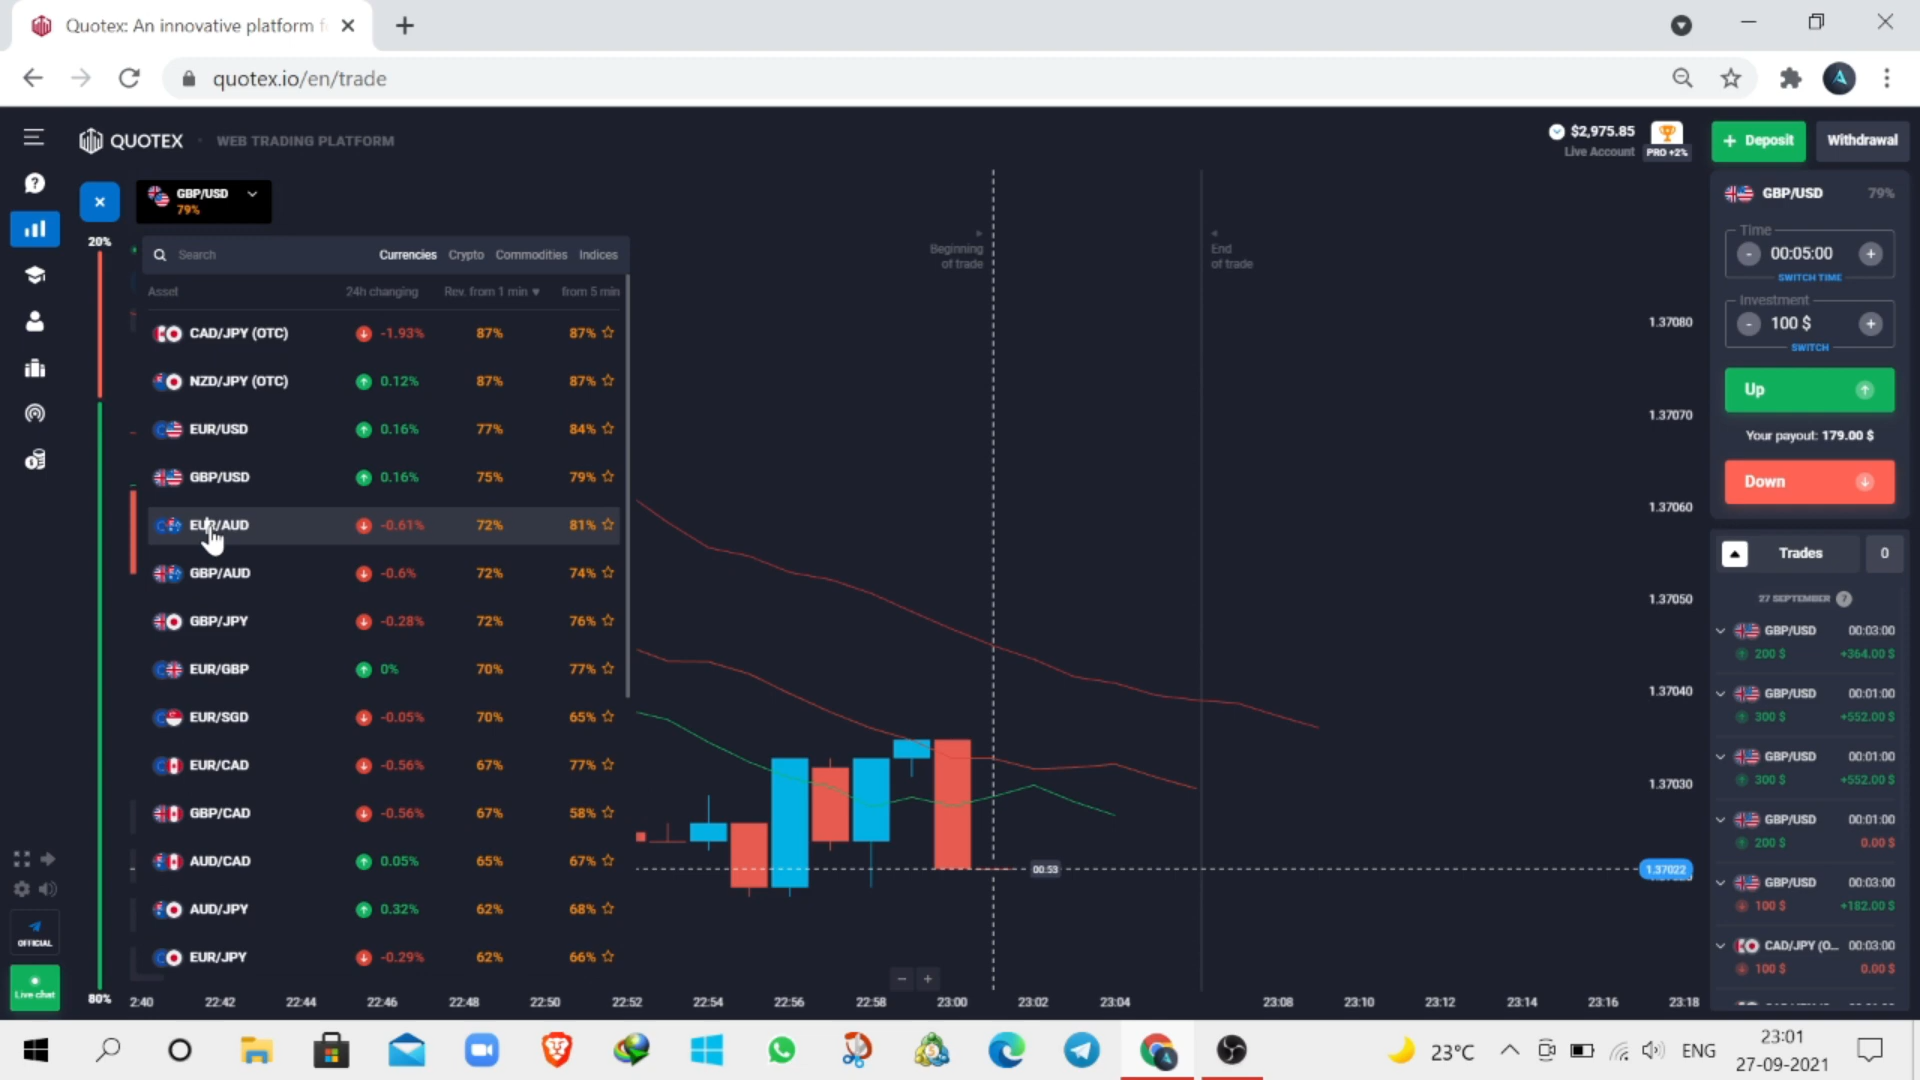 Quotex: An innovative platform f
quotex.io/en/trade
QUOTEX · WEB TRADING PLATFORM
$2,975.85
Live Account
PRO +2%
+ Deposit
Withdrawal
GBP/USD
79%
20%
80%
Search
Currencies Crypto Commodities Indices
Asset 24h changing Rev. from 1 min from 5 min
CAD/JPY (OTC) -1.93% 87% 87%
NZD/JPY (OTC) 0.12% 87% 87%
EUR/USD 0.16% 77% 84%
GBP/USD 0.16% 75% 79%
EUR/AUD -0.61% 72% 81%
GBP/AUD -0.6% 72% 74%
GBP/JPY -0.28% 72% 76%
EUR/GBP 0% 70% 77%
EUR/SGD -0.05% 70% 65%
EUR/CAD -0.56% 67% 77%
GBP/CAD -0.56% 67% 58%
AUD/CAD 0.05% 65% 67%
AUD/JPY 0.32% 62% 68%
EUR/JPY -0.29% 62% 66%
Beginning
of trade
End
of trade
1.37080
1.37070
1.37060
1.37050
1.37040
1.37030
1.37022
00:53
- +
2:40 22:42 22:44 22:46 22:48 22:50 22:52 22:54 22:56 22:58 23:00 23:02 23:04 23:08 23:10 23:12 23:14 23:16 23:18
OFFICIAL
Live chat
GBP/USD 79%
Time
- 00:05:00 +
SWITCH TIME
Investment
- 100 $ +
SWITCH
Up
Your payout: 179.00 $
Down
Trades 0
27 SEPTEMBER ?
GBP/USD 00:03:00
200 $ +364.00 $
GBP/USD 00:01:00
300 $ +552.00 $
GBP/USD 00:01:00
300 $ +552.00 $
GBP/USD 00:01:00
200 $ 0.00 $
GBP/USD 00:03:00
100 $ +182.00 $
CAD/JPY (O... 00:03:00
100 $ 0.00 $
23°C
ENG
23:01
27-09-2021